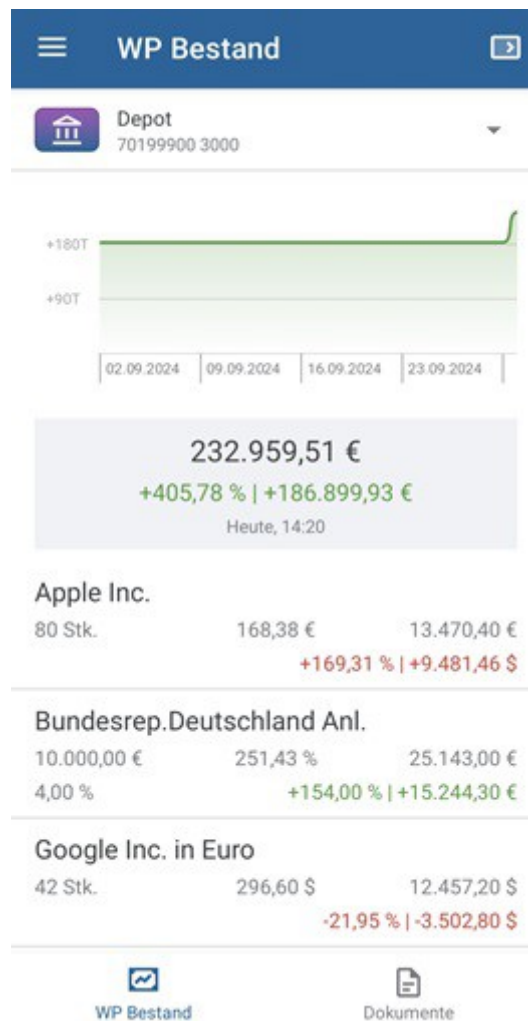 WP Bestand
Depot
70199900 3000
+180T
+90T
02.09.2024 09.09.2024 16.09.2024 23.09.2024
232.959,51 €
+405,78 % | +186.899,93 €
Heute, 14:20
Apple Inc.
80 Stk. 168,38 € 13.470,40 €
+169,31 % | +9.481,46 $
Bundesrep.Deutschland Anl.
10.000,00 € 251,43 % 25.143,00 €
4,00 % +154,00 % | +15.244,30 €
Google Inc. in Euro
42 Stk. 296,60 $ 12.457,20 $
-21,95 % | -3.502,80 $
WP Bestand Dokumente